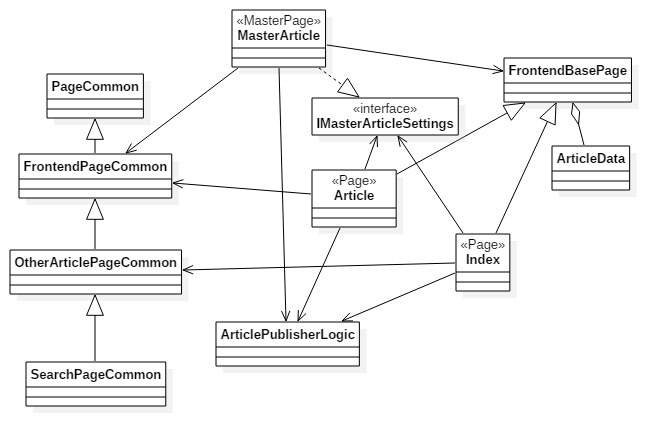 «MasterPage»
MasterArticle
FrontendBasePage
PageCommon
«interface»
IMasterArticleSettings
ArticleData
FrontendPageCommon
«Page»
Article
«Page»
Index
OtherArticlePageCommon
ArticlePublisherLogic
SearchPageCommon